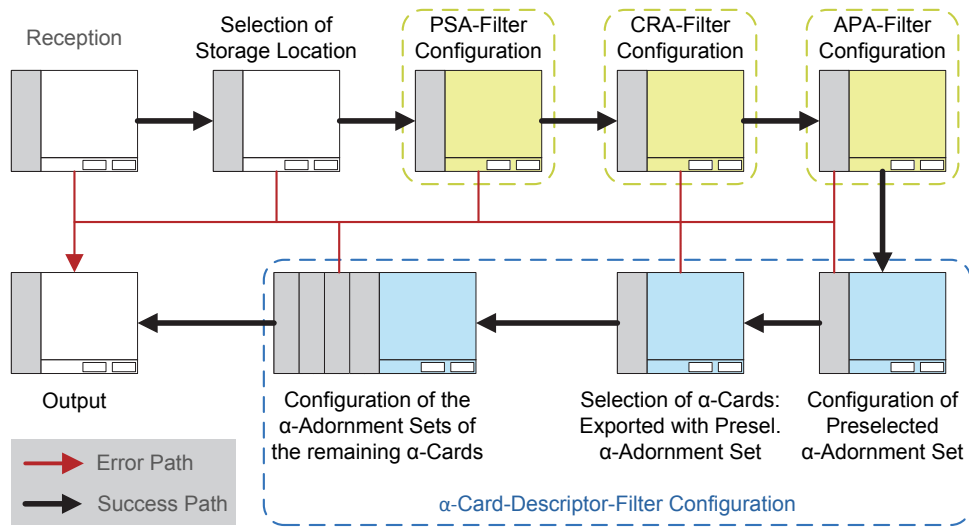 Reception
Selection of
Storage Location
PSA-Filter
Configuration
CRA-Filter
Configuration
APA-Filter
Configuration
Output
Configuration of the
α-Adornment Sets of
the remaining α-Cards
Selection of α-Cards:
Exported with Presel.
α-Adornment Set
Configuration of
Preselected
α-Adornment Set
Error Path
Success Path
α-Card-Descriptor-Filter Configuration